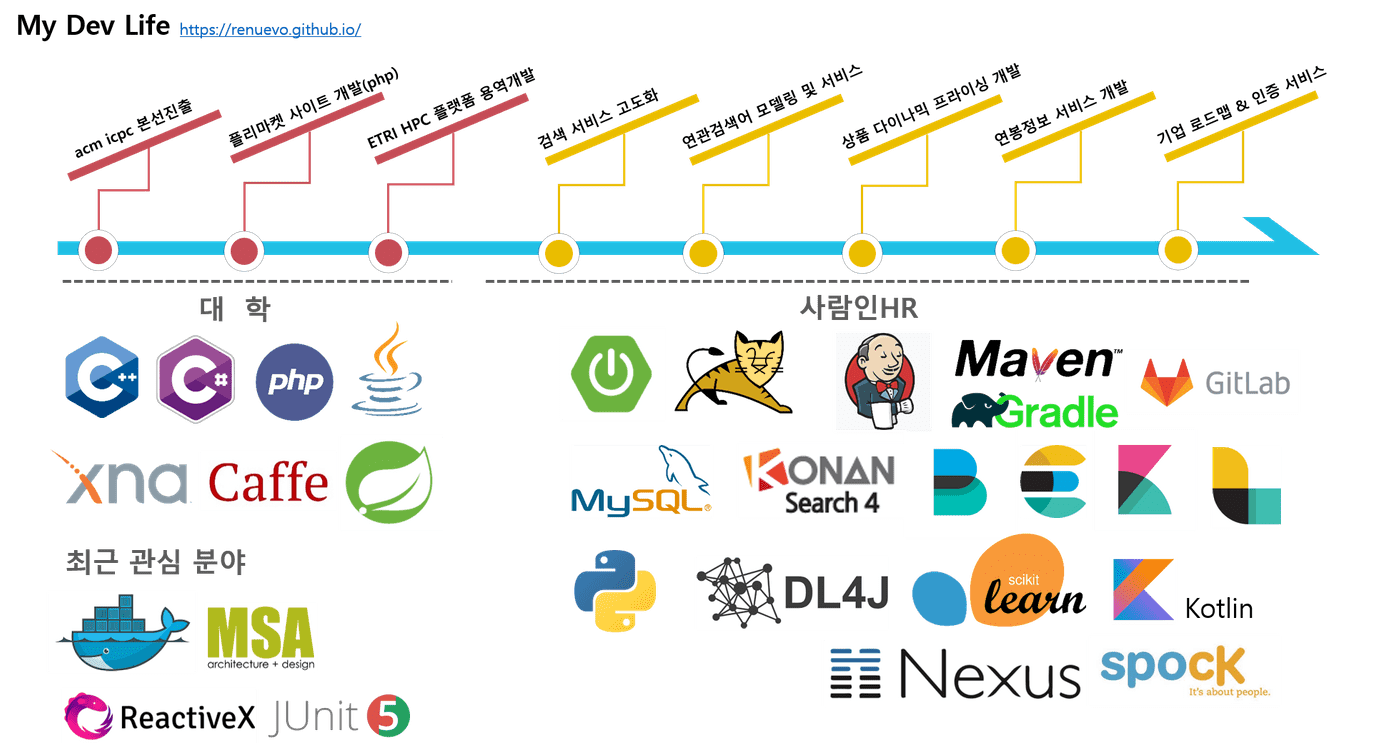 My Dev Life https://renuevo.github.io/
acm icpc 본선진출
플리마켓 사이트 개발(php)
ETRI HPC 플랫폼 용역개발
검색 서비스 고도화
연관검색어 모델링 및 서비스
상품 다이나믹 프라이싱 개발
연봉정보 서비스 개발
기업 로드맵 & 인증 서비스
대 학
사람인HR
C++
C#
php
Java
Maven™
Gradle
GitLab
xna
Caffe
MySQL®
KONAN
Search 4
최근 관심 분야
MSA
architecture + design
DL4J
scikit
learn
Kotlin
Nexus
spock
It's about people.
ReactiveX
JUnit 5